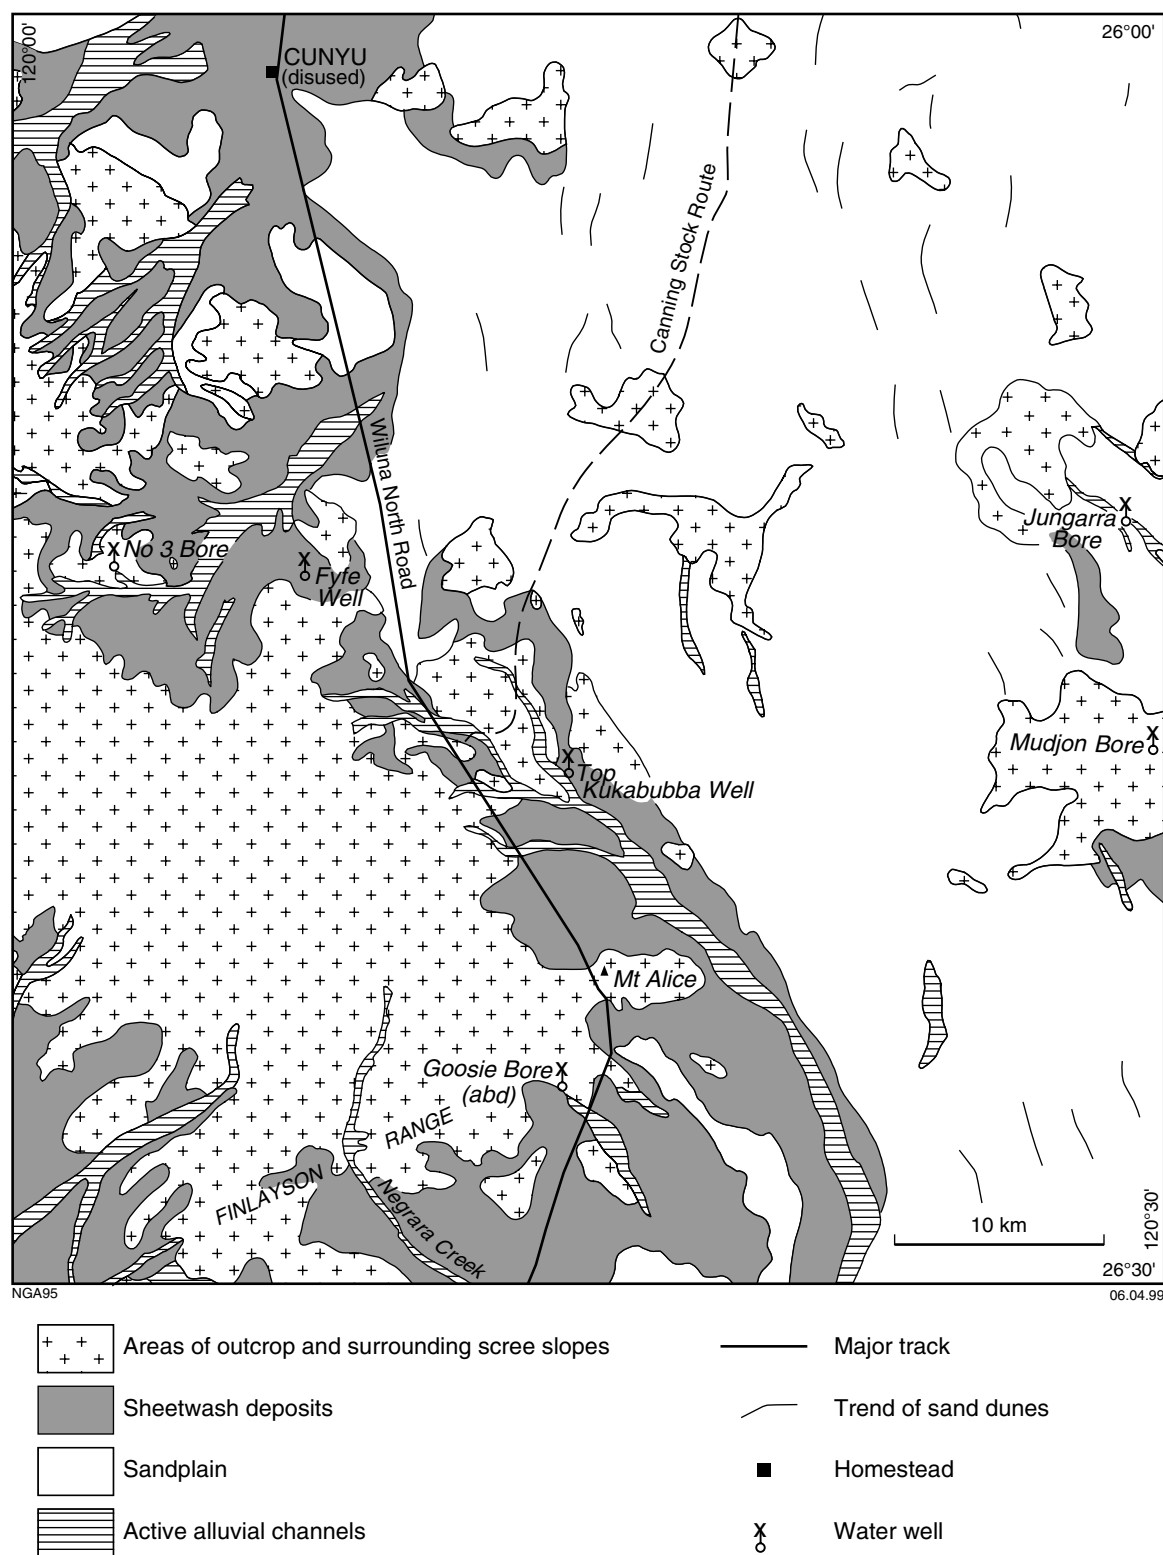 120°00'
26°00'
CUNYU
(disused)
Canning Stock Route
Wiluna North Road
No 3 Bore
Fyfe
Well
Jungarra
Bore
Mudjon Bore
Top
Kukabubba Well
Mt Alice
Goosie Bore
(abd)
FINLAYSON RANGE
Negrara Creek
10 km
120°30'
26°30'
NGA95
06.04.99
Areas of outcrop and surrounding scree slopes
Major track
Sheetwash deposits
Trend of sand dunes
Sandplain
Homestead
Active alluvial channels
Water well